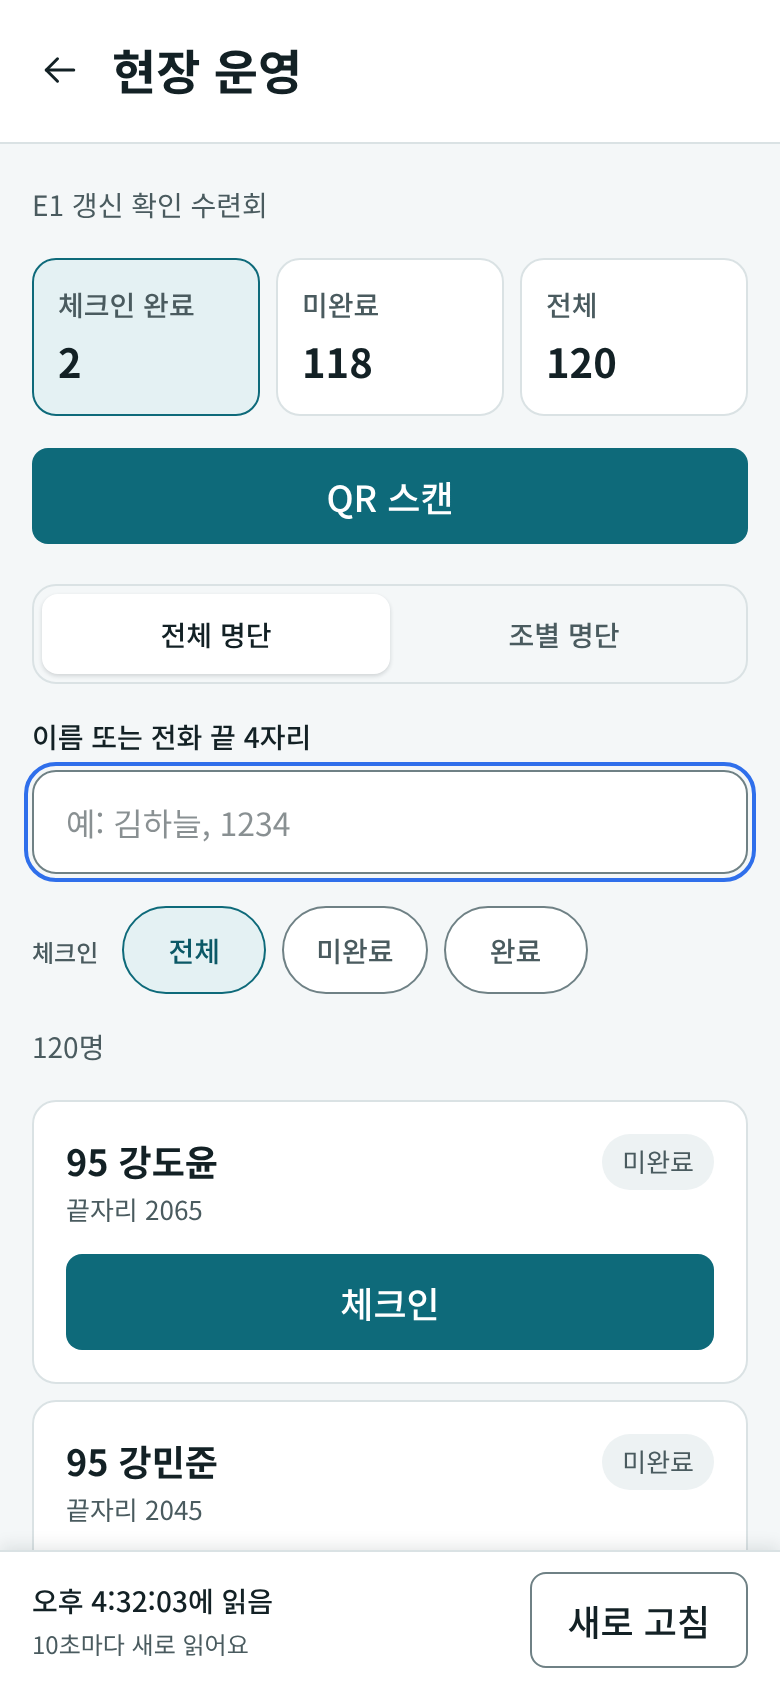 현장 운영
E1 갱신 확인 수련회
체크인 완료
2
미완료
118
전체
120
QR 스캔
전체 명단
조별 명단
이름 또는 전화 끝 4자리
예: 김하늘, 1234
체크인
전체
미완료
완료
120명
95 강도윤
미완료
끝자리 2065
체크인
95 강민준
미완료
끝자리 2045
오후 4:32:03에 읽음
10초마다 새로 읽어요
새로 고침